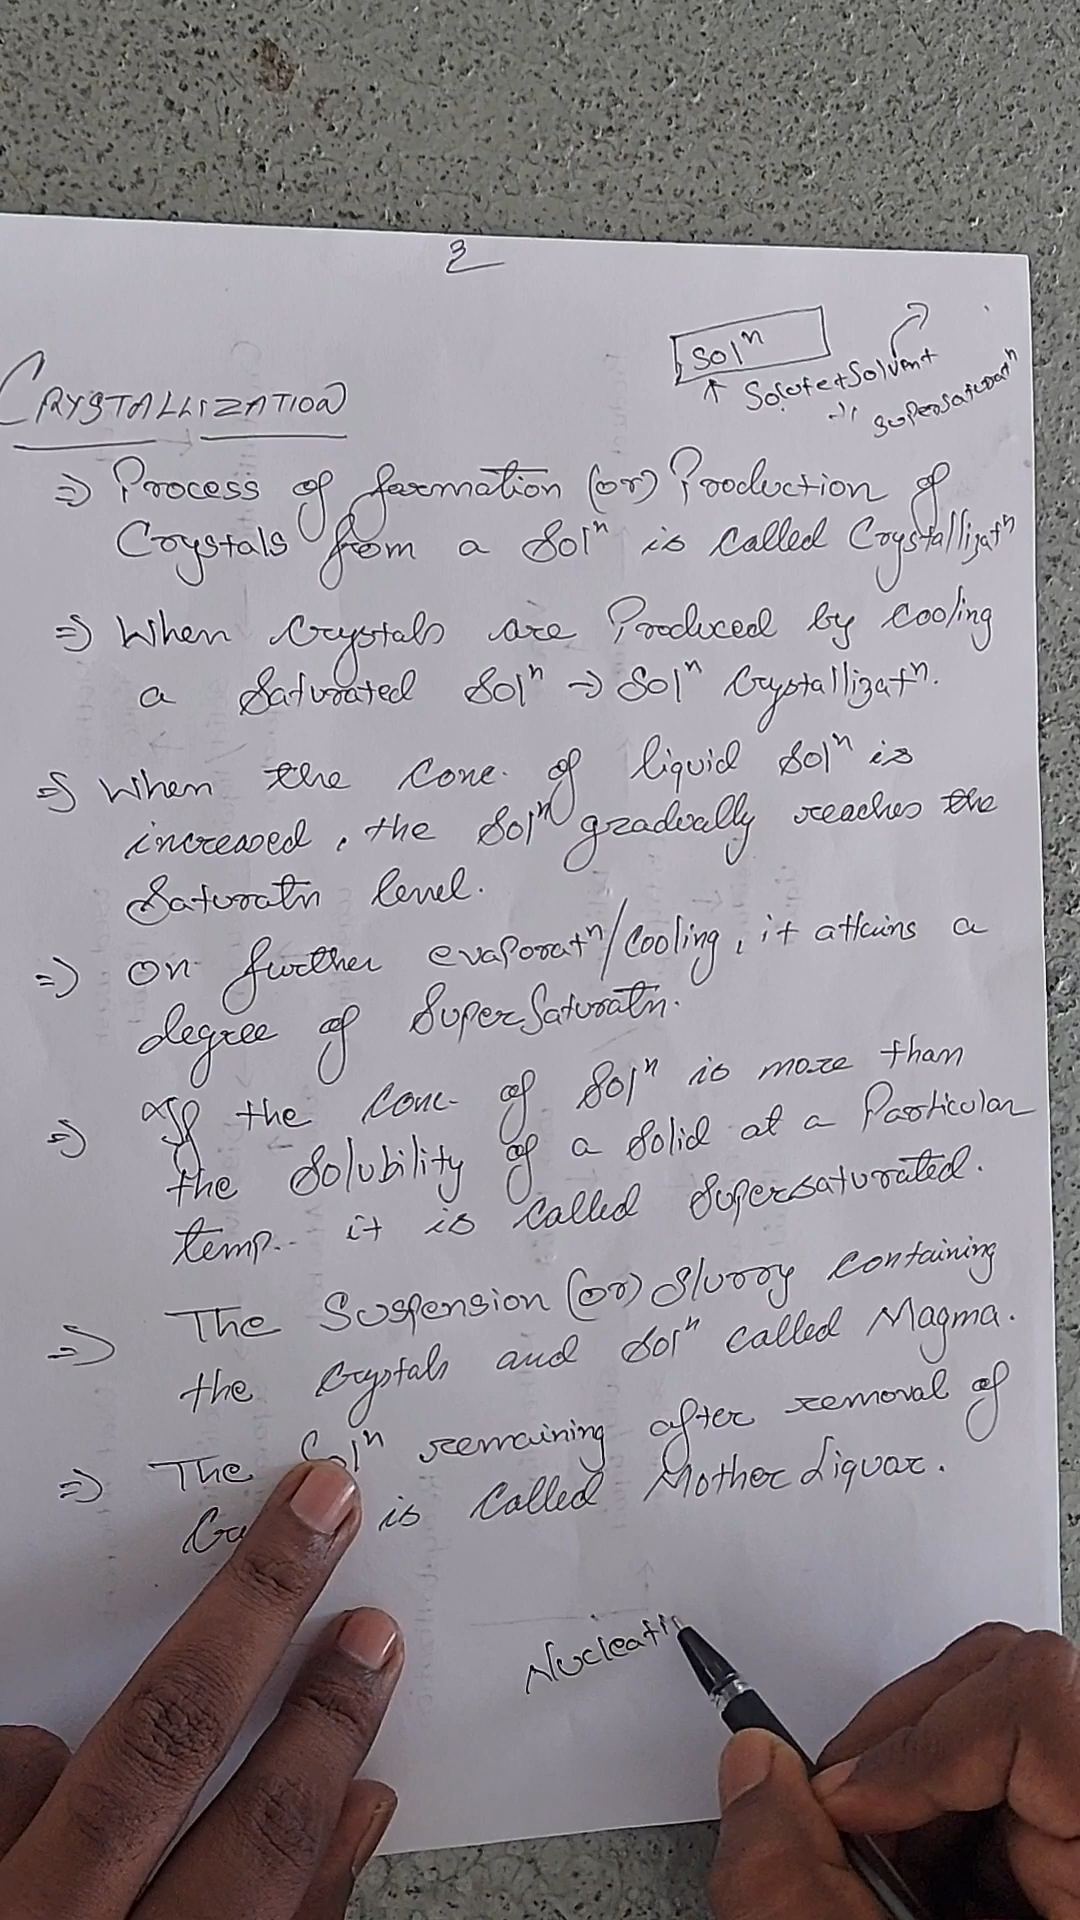 2
Solⁿ
Solute+Solvent
Supersaturatⁿ
CRYSTALLIZATION
⇒ Process of formation (or) Production of
Crystals from a Solⁿ is called Crystallizatⁿ
⇒ When Crystals are Produced by Cooling
a Saturated Solⁿ → Solⁿ Crystallizatⁿ.
⇒ When the Conc. of liquid Solⁿ is
increased, the Solⁿ gradually reaches the
Saturatn level.
⇒ On further evaporatⁿ/Cooling, it attains a
degree of SuperSaturatn.
⇒ If the Conc. of Solⁿ is more than
the Solubility of a Solid at a Particular
temp. it is Called Supersaturated.
⇒ The Suspension (or) Slurry Containing
the Crystals and Solⁿ called Magma.
⇒ The Solⁿ remaining after removal of
is Called Mother Liquor.
Nucleati